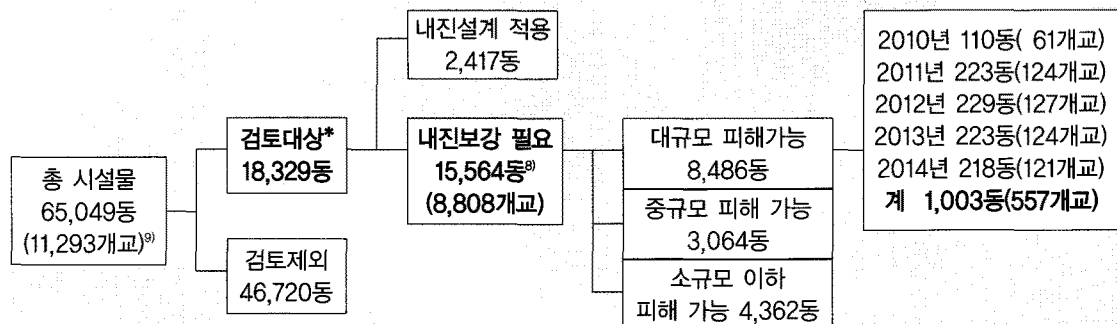 총 시설물
65,049동
(11,293개교)⁹⁾
검토대상*
18,329동
검토제외
46,720동
내진설계 적용
2,417동
내진보강 필요
15,564동⁸⁾
(8,808개교)
대규모 피해가능
8,486동
중규모 피해 가능
3,064동
소규모 이하
피해 가능 4,362동
2010년 110동( 61개교)
2011년 223동(124개교)
2012년 229동(127개교)
2013년 223동(124개교)
2014년 218동(121개교)
계 1,003동(557개교)